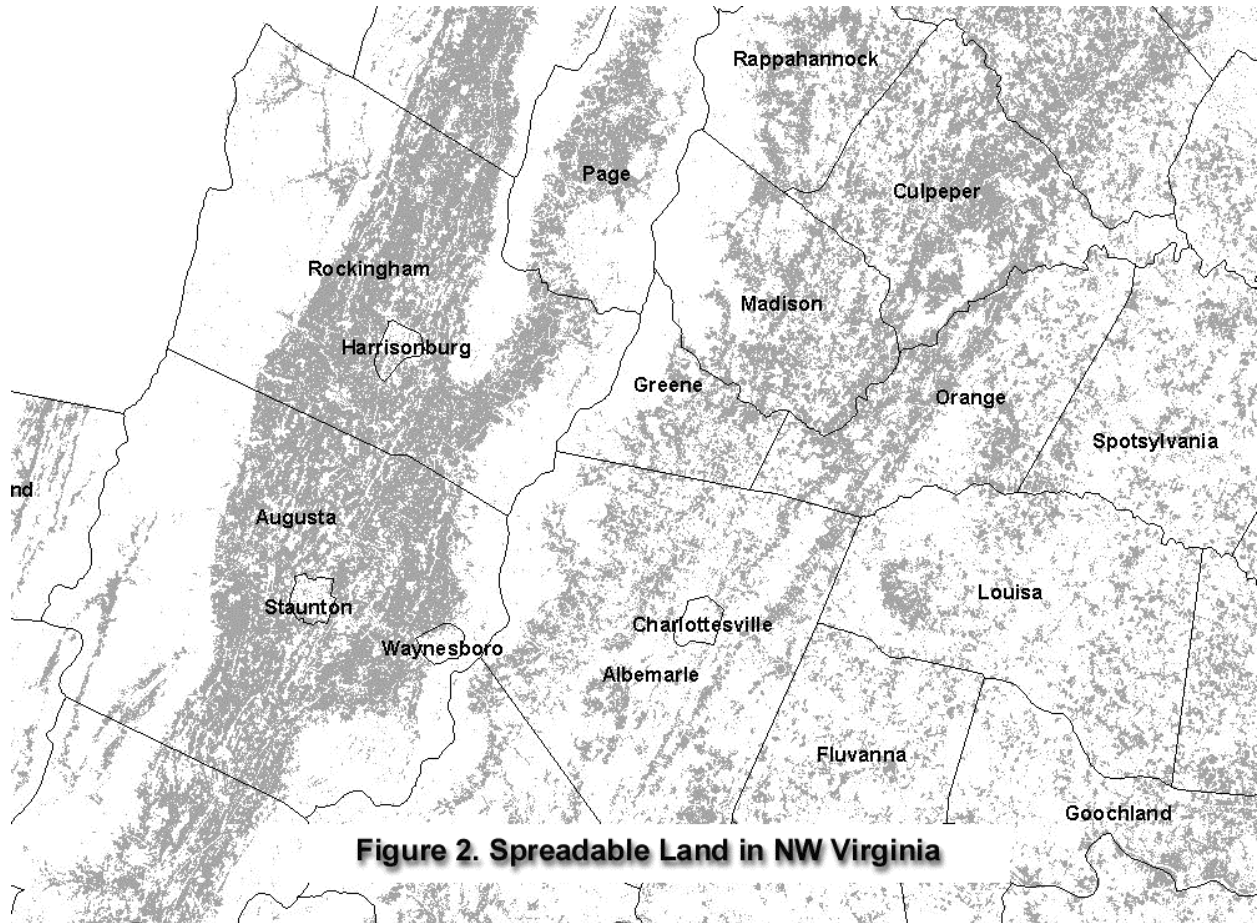 Rappahannock
Page
Culpeper
Rockingham
Madison
Harrisonburg
Greene
Orange
Spotsylvania
nd
Augusta
Louisa
Staunton
Charlottesville
Waynesboro
Albemarle
Fluvanna
Goochland
Figure 2. Spreadable Land in NW Virginia